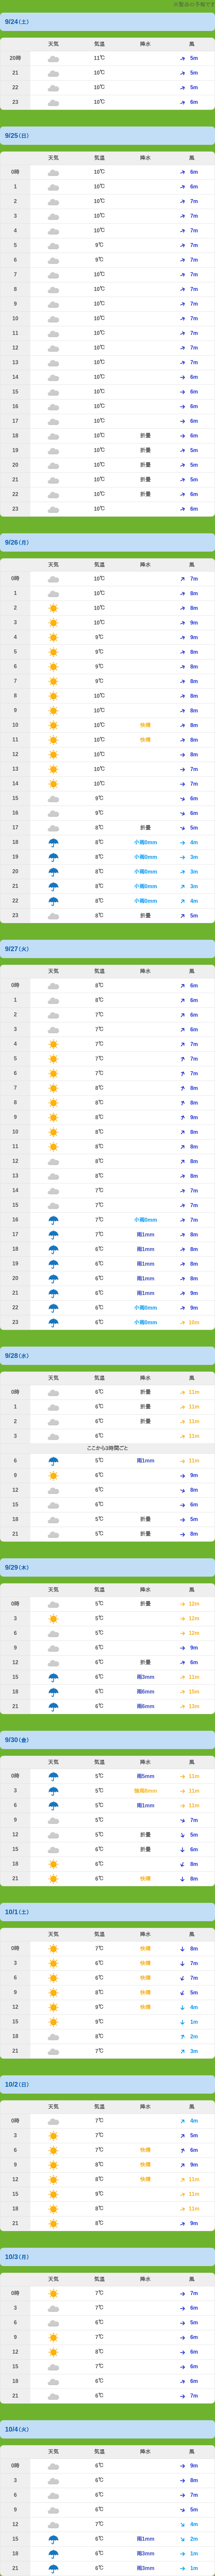 ※要点の予報です
9/24(土)
天気 気温 降水 風
20時 11℃ 5m
21 10℃ 5m
22 10℃ 5m
23 10℃ 6m
9/25(日)
天気 気温 降水 風
0時 10℃ 6m
1 10℃ 6m
2 10℃ 7m
3 10℃ 7m
4 10℃ 7m
5 9℃ 7m
6 9℃ 7m
7 10℃ 7m
8 10℃ 7m
9 10℃ 7m
10 10℃ 7m
11 10℃ 7m
12 10℃ 7m
13 10℃ 7m
14 10℃ 6m
15 10℃ 6m
16 10℃ 6m
17 10℃ 6m
18 10℃ 折曇 6m
19 10℃ 折曇 5m
20 10℃ 折曇 5m
21 10℃ 折曇 5m
22 10℃ 折曇 6m
23 10℃ 6m
9/26(月)
天気 気温 降水 風
0時 10℃ 7m
1 10℃ 8m
2 10℃ 8m
3 10℃ 9m
4 9℃ 9m
5 9℃ 8m
6 9℃ 8m
7 9℃ 8m
8 10℃ 8m
9 10℃ 8m
10 10℃ 快晴 8m
11 10℃ 快晴 8m
12 10℃ 8m
13 10℃ 7m
14 10℃ 7m
15 9℃ 6m
16 9℃ 6m
17 8℃ 折曇 5m
18 8℃ 小雨0mm 4m
19 8℃ 小雨0mm 3m
20 8℃ 小雨0mm 3m
21 8℃ 小雨0mm 3m
22 8℃ 小雨0mm 4m
23 8℃ 折曇 5m
9/27(火)
天気 気温 降水 風
0時 8℃ 6m
1 8℃ 6m
2 7℃ 6m
3 7℃ 6m
4 7℃ 7m
5 7℃ 7m
6 7℃ 7m
7 8℃ 8m
8 8℃ 8m
9 8℃ 9m
10 8℃ 8m
11 8℃ 8m
12 8℃ 8m
13 8℃ 8m
14 7℃ 7m
15 7℃ 7m
16 7℃ 小雨0mm 7m
17 7℃ 雨1mm 8m
18 6℃ 雨1mm 8m
19 6℃ 雨1mm 8m
20 6℃ 雨1mm 8m
21 6℃ 雨1mm 9m
22 6℃ 小雨0mm 9m
23 6℃ 小雨0mm 10m
9/28(水)
天気 気温 降水 風
0時 6℃ 折曇 11m
1 6℃ 折曇 11m
2 6℃ 折曇 11m
3 6℃ 11m
ここから3時間ごと
6 5℃ 雨1mm 11m
9 6℃ 9m
12 6℃ 8m
15 6℃ 6m
18 5℃ 折曇 5m
21 5℃ 折曇 8m
9/29(木)
天気 気温 降水 風
0時 5℃ 折曇 12m
3 5℃ 12m
6 5℃ 12m
9 6℃ 9m
12 6℃ 折曇 6m
15 6℃ 雨3mm 11m
18 6℃ 雨6mm 15m
21 6℃ 雨6mm 13m
9/30(金)
天気 気温 降水 風
0時 5℃ 雨5mm 11m
3 5℃ 強雨8mm 11m
6 5℃ 雨1mm 11m
9 5℃ 7m
12 5℃ 折曇 5m
15 6℃ 折曇 6m
18 6℃ 8m
21 6℃ 快晴 8m
10/1(土)
天気 気温 降水 風
0時 7℃ 快晴 8m
3 6℃ 快晴 7m
6 6℃ 快晴 7m
9 8℃ 快晴 5m
12 9℃ 快晴 4m
15 9℃ 1m
18 8℃ 2m
21 7℃ 3m
10/2(日)
天気 気温 降水 風
0時 7℃ 4m
3 7℃ 5m
6 7℃ 快晴 6m
9 8℃ 快晴 9m
12 8℃ 快晴 11m
15 9℃ 11m
18 8℃ 11m
21 8℃ 9m
10/3(月)
天気 気温 降水 風
0時 7℃ 7m
3 7℃ 6m
6 6℃ 5m
9 7℃ 6m
12 8℃ 6m
15 7℃ 6m
18 6℃ 6m
21 6℃ 7m
10/4(火)
天気 気温 降水 風
0時 6℃ 9m
3 6℃ 8m
6 6℃ 7m
9 6℃ 5m
12 7℃ 4m
15 6℃ 雨1mm 2m
18 6℃ 雨3mm 1m
21 6℃ 雨3mm 1m